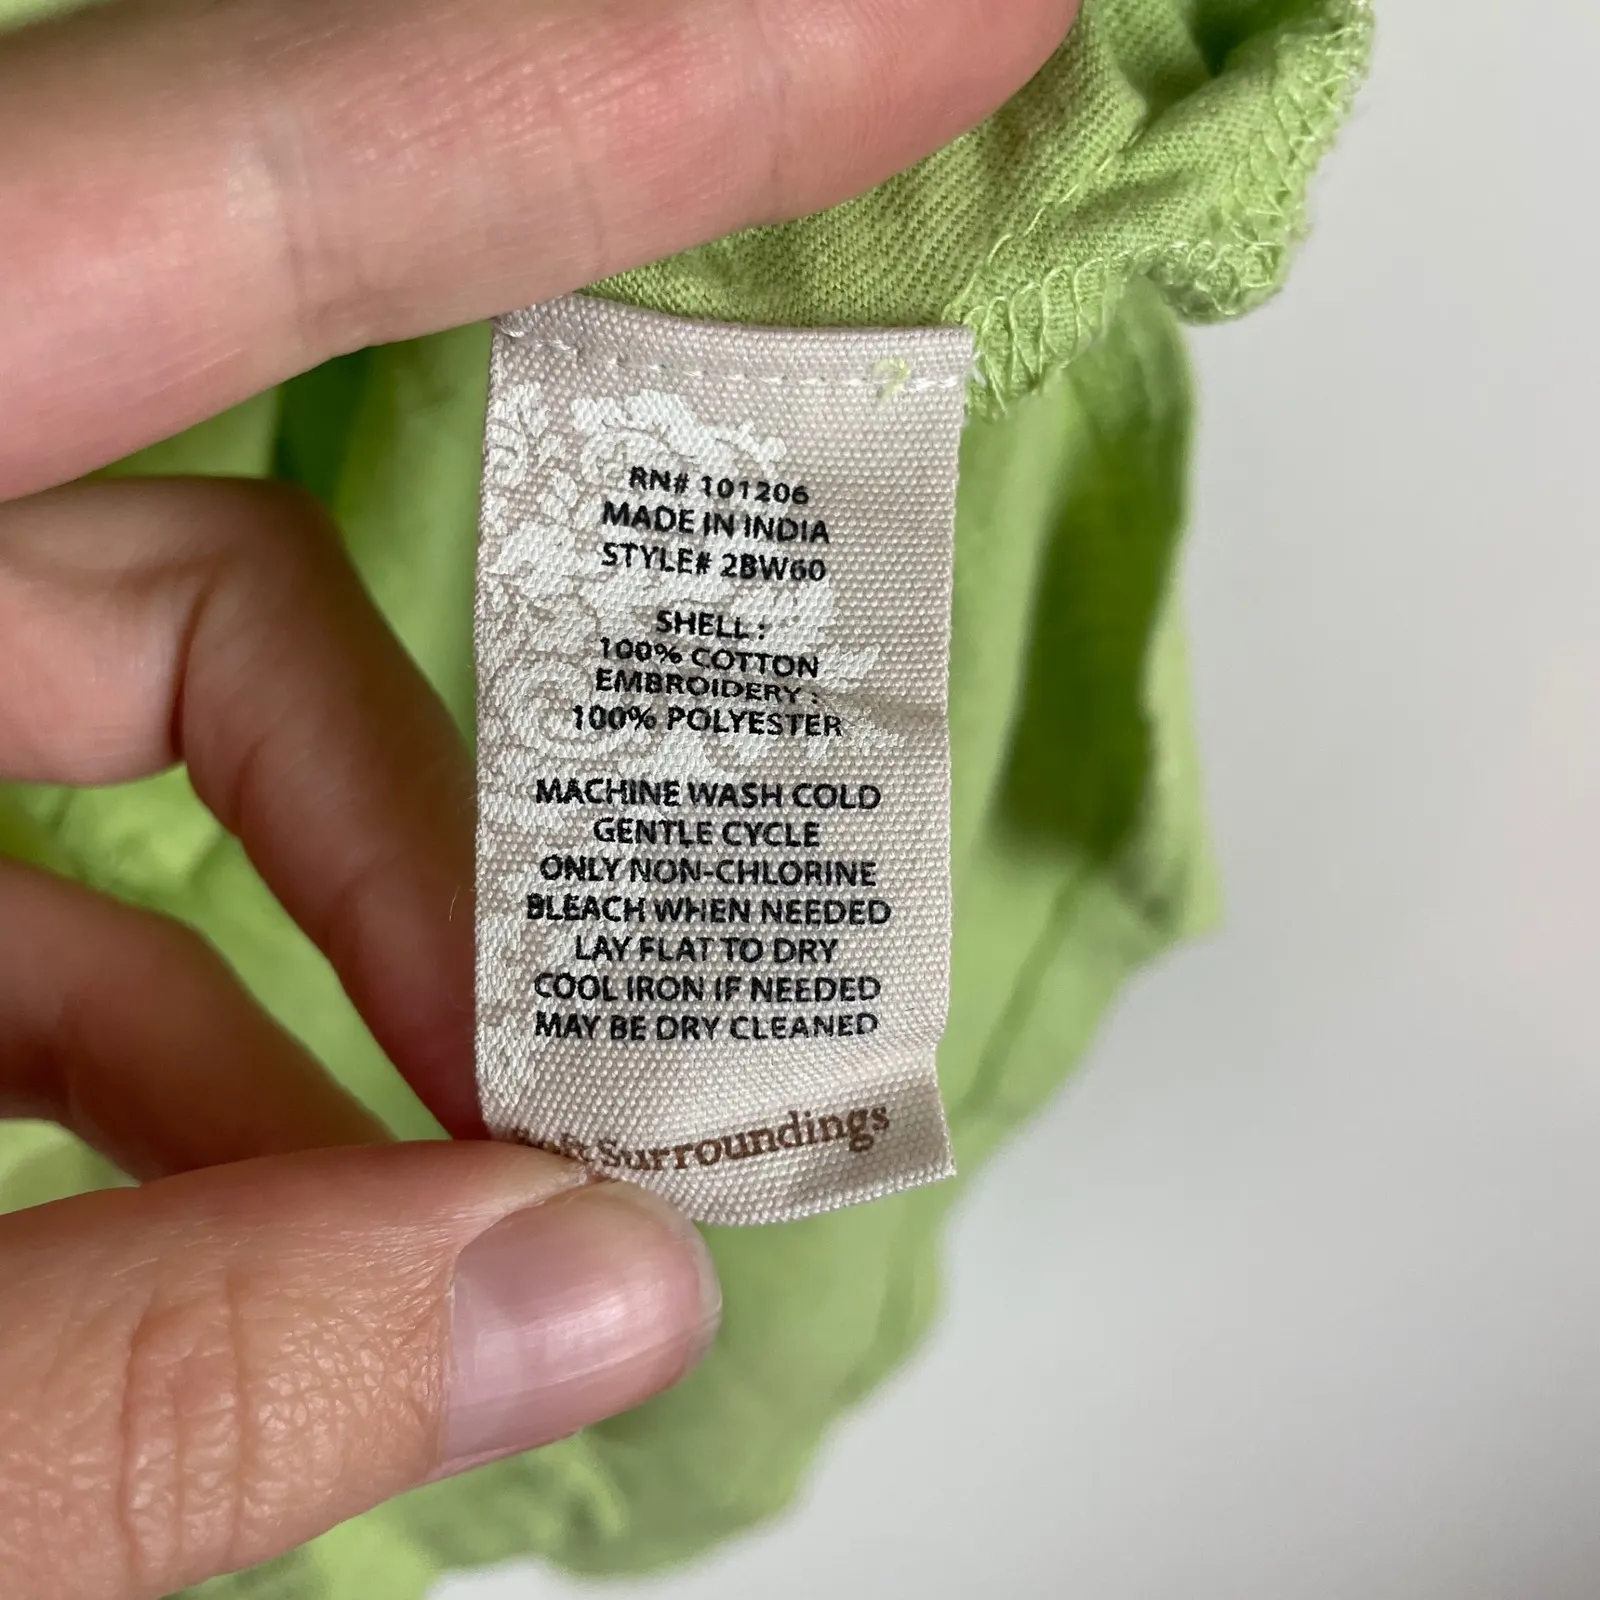 RN# 101206
MADE IN INDIA
STYLE# 2BW60
SHELL :
100% COTTON
EMBROIDERY :
100% POLYESTER
MACHINE WASH COLD
GENTLE CYCLE
ONLY NON-CHLORINE
BLEACH WHEN NEEDED
LAY FLAT TO DRY
COOL IRON IF NEEDED
MAY BE DRY CLEANED
Soft Surroundings